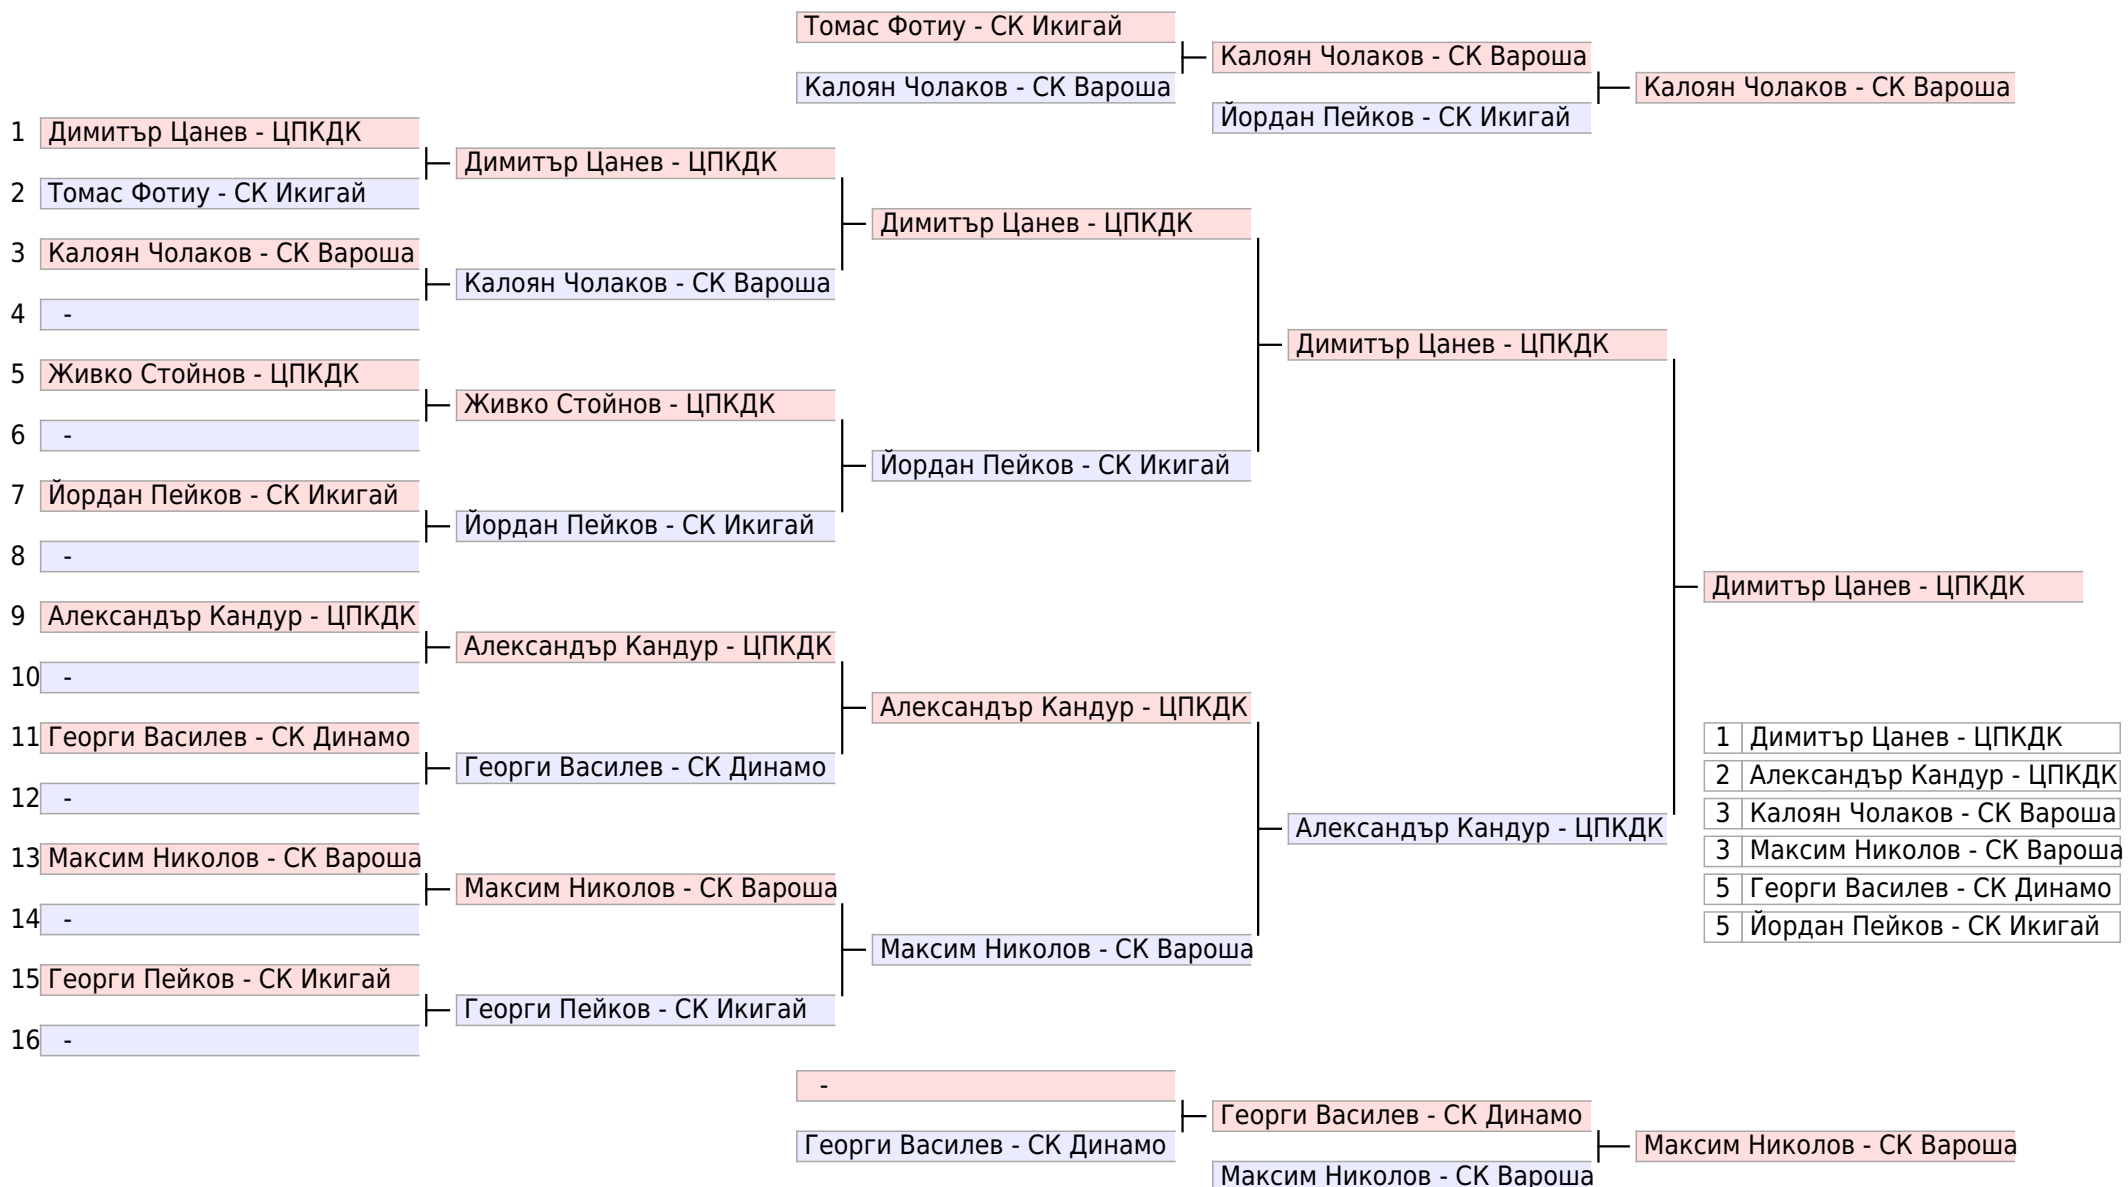 Томас Фотиу - СК Икигай
Калоян Чолаков - СК Вароша
Калоян Чолаков - СК Вароша
Йордан Пейков - СК Икигай
Калоян Чолаков - СК Вароша
1 Димитър Цанев - ЦПКДК
2 Томас Фотиу - СК Икигай
3 Калоян Чолаков - СК Вароша
4 -
5 Живко Стойнов - ЦПКДК
6 -
7 Йордан Пейков - СК Икигай
8 -
9 Александър Кандур - ЦПКДК
10 -
11 Георги Василев - СК Динамо
12 -
13 Максим Николов - СК Вароша
14 -
15 Георги Пейков - СК Икигай
16 -
Димитър Цанев - ЦПКДК
Калоян Чолаков - СК Вароша
Живко Стойнов - ЦПКДК
Йордан Пейков - СК Икигай
Александър Кандур - ЦПКДК
Георги Василев - СК Динамо
Максим Николов - СК Вароша
Георги Пейков - СК Икигай
Димитър Цанев - ЦПКДК
Йордан Пейков - СК Икигай
Александър Кандур - ЦПКДК
Максим Николов - СК Вароша
Димитър Цанев - ЦПКДК
Александър Кандур - ЦПКДК
Димитър Цанев - ЦПКДК
1 Димитър Цанев - ЦПКДК
2 Александър Кандур - ЦПКДК
3 Калоян Чолаков - СК Вароша
3 Максим Николов - СК Вароша
5 Георги Василев - СК Динамо
5 Йордан Пейков - СК Икигай
-
Георги Василев - СК Динамо
Георги Василев - СК Динамо
Максим Николов - СК Вароша
Максим Николов - СК Вароша